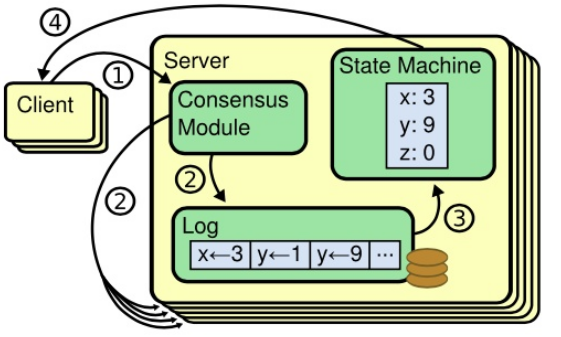 ④
①
Server
State Machine
Client
Consensus
Module
x: 3
y: 9
z: 0
②
②
Log
③
x←3 y←1 y←9 ···